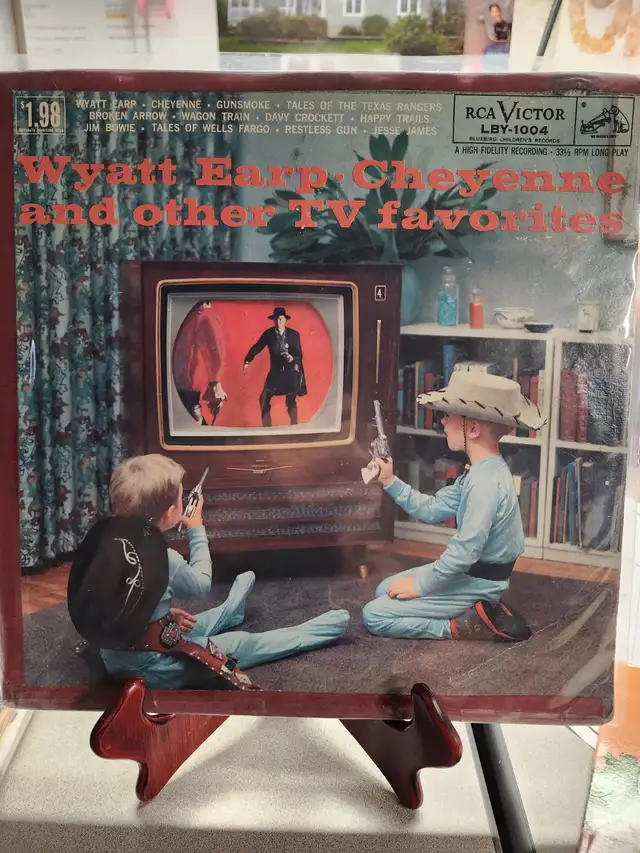 $1.98
WYATT EARP • CHEYENNE • GUNSMOKE • TALES OF THE TEXAS RANGERS
BROKEN ARROW • WAGON TRAIN • DAVY CROCKETT • HAPPY TRAILS
JIM BOWIE • TALES OF WELLS FARGO • RESTLESS GUN • JESSE JAMES
RCA VICTOR
LBY-1004
BLUEBIRD CHILDREN'S RECORDS
A HIGH FIDELITY RECORDING • 33⅓ RPM LONG PLAY
Wyatt Earp • Cheyenne
and other TV favorites
4